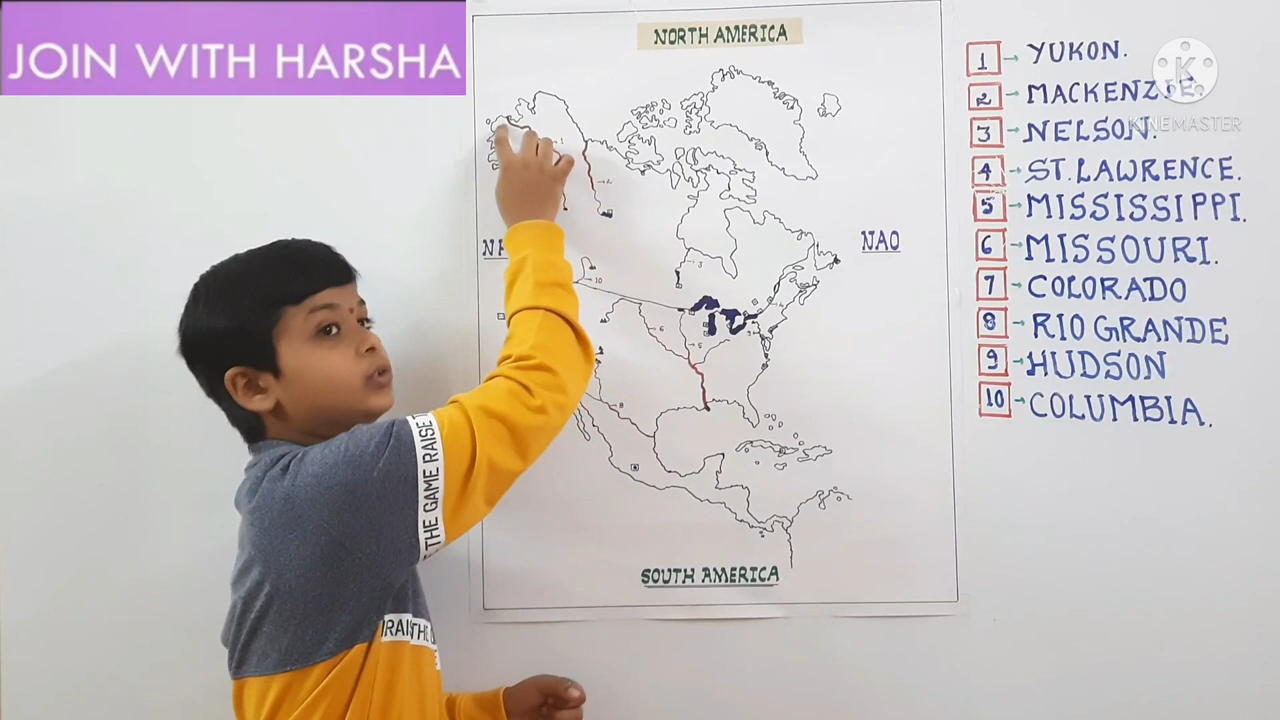 JOIN WITH HARSHA
NORTH AMERICA
1 → YUKON.
2 → MACKENZIE.
KINEMASTER
3 → NELSON.
4 → ST. LAWRENCE.
5 → MISSISSIPPI.
6 → MISSOURI.
7 → COLORADO
8 → RIO GRANDE
9 → HUDSON
10 → COLUMBIA.
NAO
SOUTH AMERICA
THE GAME RAISE